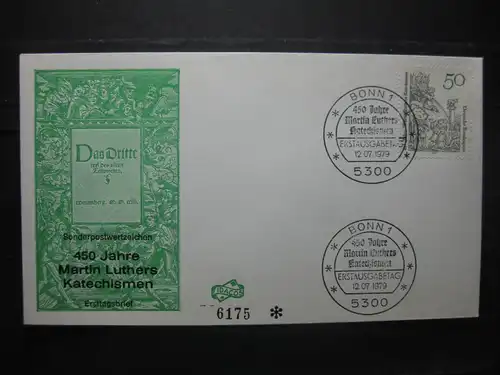 Das Dritte
Sonderpostwertzeichen
450 Jahre
Martin Luthers
Katechismen
Ersttagsbrief
6175 *
BONN 1
450 Jahre
Martin Luthers
Katechismen
ERSTAUSGABETAG
12.07.1979
5300
50
BONN 1
450 Jahre
Martin Luthers
Katechismen
ERSTAUSGABETAG
12.07.1979
5300